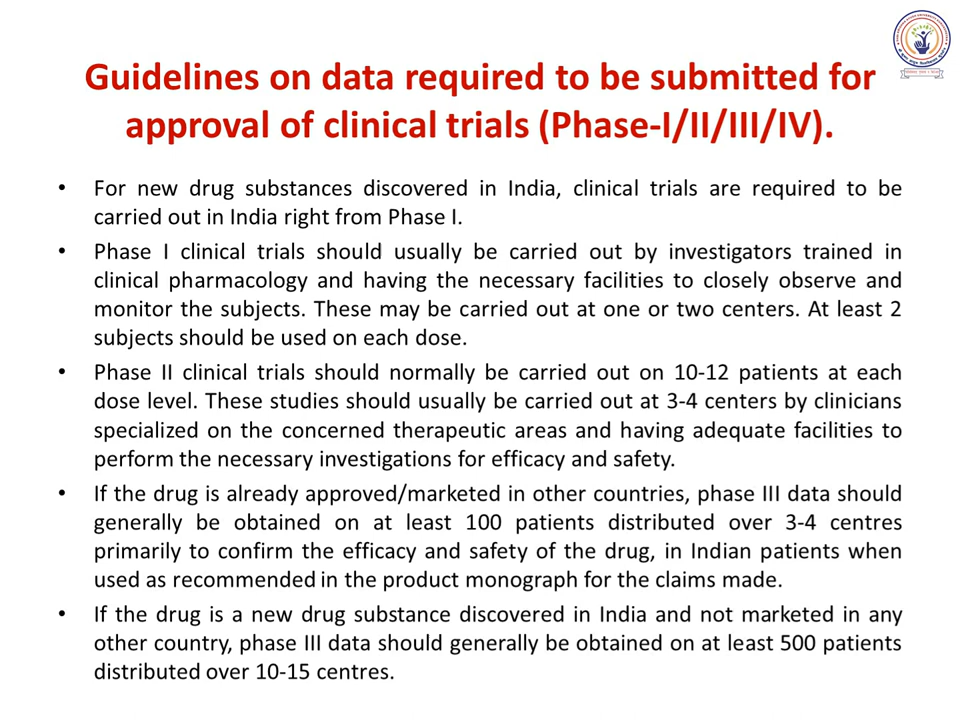 Guidelines on data required to be submitted for
approval of clinical trials (Phase-I/II/III/IV).
• For new drug substances discovered in India, clinical trials are required to be
carried out in India right from Phase I.
• Phase I clinical trials should usually be carried out by investigators trained in
clinical pharmacology and having the necessary facilities to closely observe and
monitor the subjects. These may be carried out at one or two centers. At least 2
subjects should be used on each dose.
• Phase II clinical trials should normally be carried out on 10-12 patients at each
dose level. These studies should usually be carried out at 3-4 centers by clinicians
specialized on the concerned therapeutic areas and having adequate facilities to
perform the necessary investigations for efficacy and safety.
• If the drug is already approved/marketed in other countries, phase III data should
generally be obtained on at least 100 patients distributed over 3-4 centres
primarily to confirm the efficacy and safety of the drug, in Indian patients when
used as recommended in the product monograph for the claims made.
• If the drug is a new drug substance discovered in India and not marketed in any
other country, phase III data should generally be obtained on at least 500 patients
distributed over 10-15 centres.